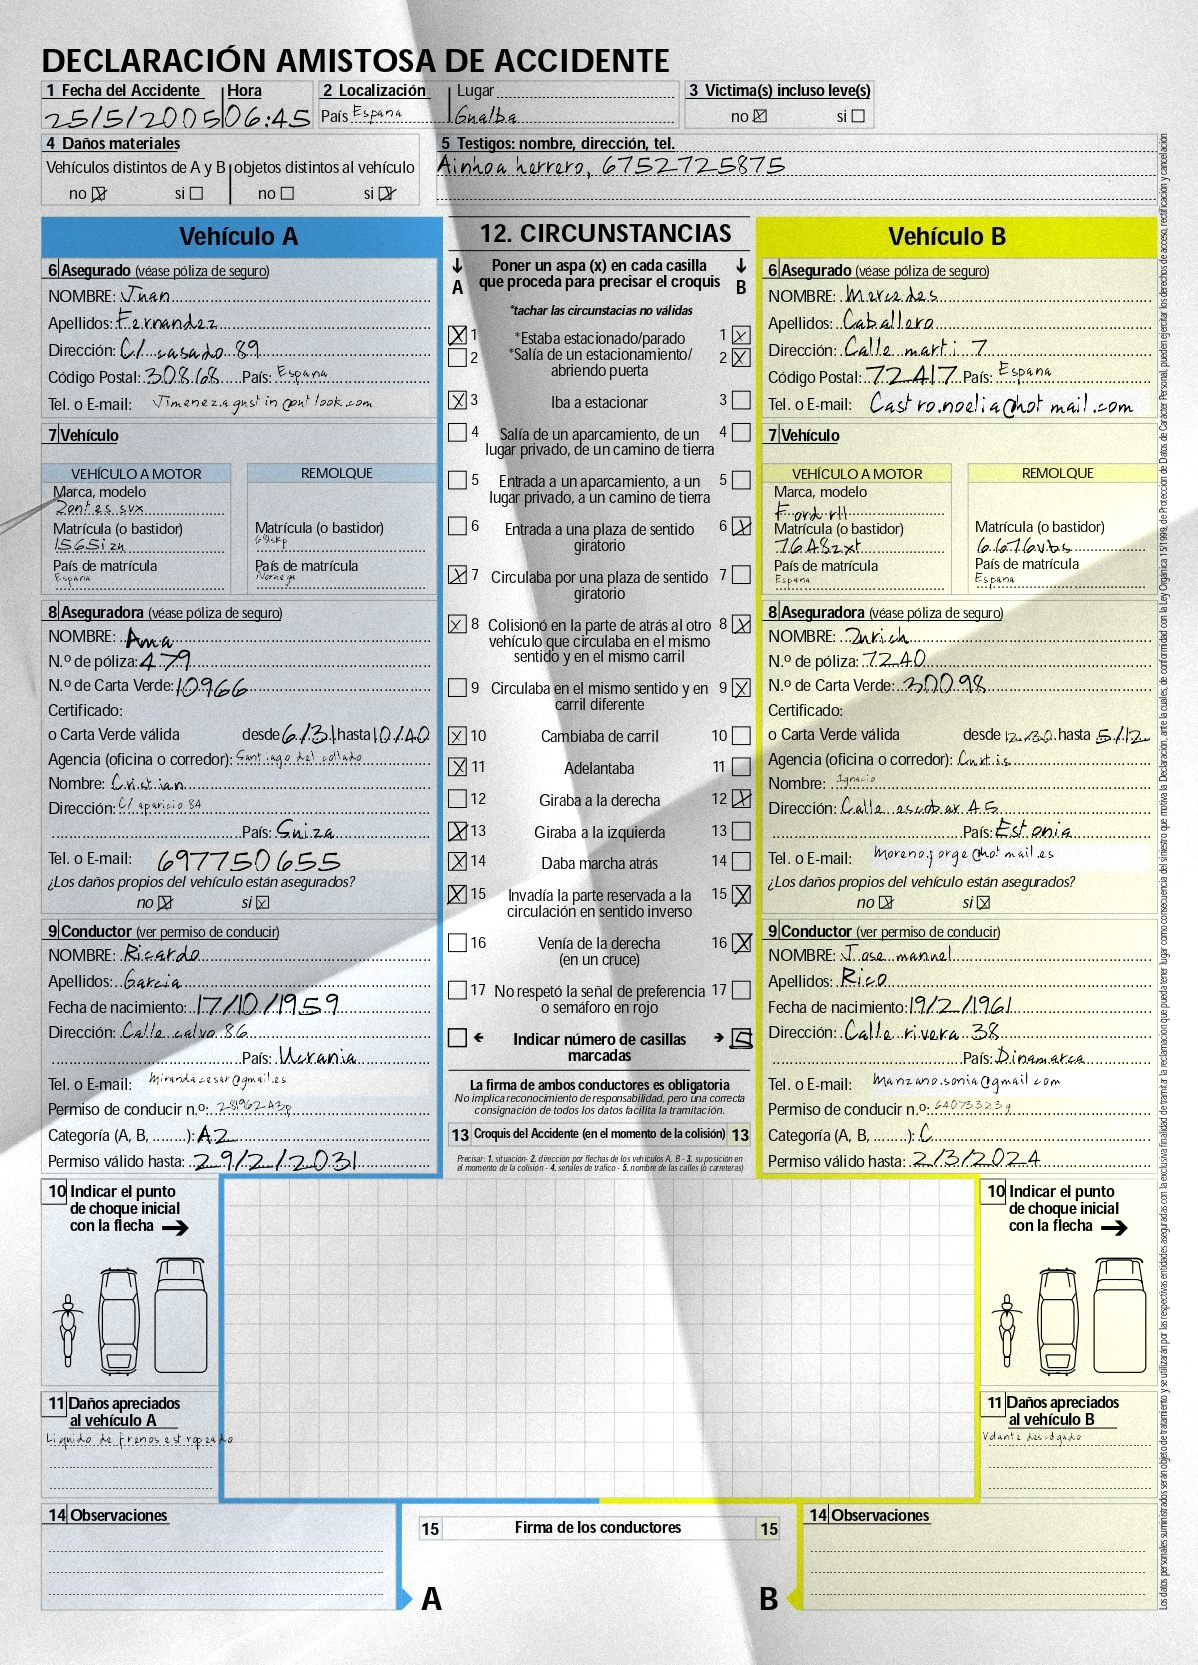 DECLARACIÓN AMISTOSA DE ACCIDENTE
1 Fecha del Accidente Hora
25/5/2005 06:45
2 Localización Lugar
País España Gualba
3 Victima(s) incluso leve(s)
no si
4 Daños materiales
Vehículos distintos de A y B objetos distintos al vehículo
no si no si
5 Testigos: nombre, dirección, tel.
Ainhoa herrero, 6752725875
Vehículo A
6 Asegurado (véase póliza de seguro)
NOMBRE: Juan
Apellidos: Fernandez
Dirección: C/ casado 89
Código Postal: 30868 País: España
Tel. o E-mail: Jimenez.agustin@outlook.com
7 Vehículo
VEHÍCULO A MOTOR REMOLQUE
Marca, modelo
Zontes svx
Matrícula (o bastidor) Matrícula (o bastidor)
1565izn
País de matrícula País de matrícula
España Noruega
8 Aseguradora (véase póliza de seguro)
NOMBRE: Ama
N.º de póliza: 479
N.º de Carta Verde: 10966
Certificado:
o Carta Verde válida desde 6/31 hasta 10/40
Agencia (oficina o corredor): Santiago del collado
Nombre: Cristian
Dirección: C/ aparicio 84
País: Suiza
Tel. o E-mail: 697750655
¿Los daños propios del vehículo están asegurados?
no si
9 Conductor (ver permiso de conducir)
NOMBRE: Ricardo
Apellidos: Garcia
Fecha de nacimiento: 17/10/1959
Dirección: Calle calvo 86
País: Ucrania
Tel. o E-mail: Mirandacesar@gmail.es
Permiso de conducir n.º: 28196243p
Categoría (A, B, ........): A2
Permiso válido hasta: 29/2/2031
12. CIRCUNSTANCIAS
Poner un aspa (x) en cada casilla
que proceda para precisar el croquis
A B
*tachar las circunstacias no válidas
1 *Estaba estacionado/parado 1
2 *Salía de un estacionamiento/ 2
abriendo puerta
3 Iba a estacionar 3
4 Salía de un aparcamiento, de un 4
lugar privado, de un camino de tierra
5 Entrada a un aparcamiento, a un 5
lugar privado, a un camino de tierra
6 Entrada a una plaza de sentido 6
giratorio
7 Circulaba por una plaza de sentido 7
giratorio
8 Colisionó en la parte de atrás al otro 8
vehículo que circulaba en el mismo
sentido y en el mismo carril
9 Circulaba en el mismo sentido y en 9
carril diferente
10 Cambiaba de carril 10
11 Adelantaba 11
12 Giraba a la derecha 12
13 Giraba a la izquierda 13
14 Daba marcha atrás 14
15 Invadía la parte reservada a la 15
circulación en sentido inverso
16 Venía de la derecha 16
(en un cruce)
17 No respetó la señal de preferencia 17
o semáforo en rojo
Indicar número de casillas 5
marcadas
La firma de ambos conductores es obligatoria
No implica reconocimiento de responsabilidad, pero una correcta
consignación de todos los datos facilita la tramitación.
13 Croquis del Accidente (en el momento de la colisión) 13
Precisar: 1. situación- 2. dirección por flechas de los vehículos A, B - 3. su posición en
el momento de la colisión - 4. señales de tráfico - 5. nombre de las calles (o carreteras)
Vehículo B
6 Asegurado (véase póliza de seguro)
NOMBRE: Mercedes
Apellidos: Caballero
Dirección: Calle marti 7
Código Postal: 72417 País: España
Tel. o E-mail: Castro.noelia@hotmail.com
7 Vehículo
VEHÍCULO A MOTOR REMOLQUE
Marca, modelo
Ford r11
Matrícula (o bastidor) Matrícula (o bastidor)
7648zxt 6676vbs
País de matrícula País de matrícula
España España
8 Aseguradora (véase póliza de seguro)
NOMBRE: Zurich
N.º de póliza: 7240
N.º de Carta Verde: 30098
Certificado:
o Carta Verde válida desde 12/30 hasta 5/12
Agencia (oficina o corredor): Curtis
Nombre: Ignacio
Dirección: Calle escobar 45
País: Estonia
Tel. o E-mail: Moreno.jorge@hotmail.es
¿Los daños propios del vehículo están asegurados?
no si
9 Conductor (ver permiso de conducir)
NOMBRE: Jose manuel
Apellidos: Rico
Fecha de nacimiento: 19/2/1961
Dirección: Calle rivera 38
País: Dinamarca
Tel. o E-mail: Manzano.sonia@gmail.com
Permiso de conducir n.º: 64073323g
Categoría (A, B, ........): C
Permiso válido hasta: 2/3/2024
10 Indicar el punto
de choque inicial
con la flecha
11 Daños apreciados
al vehículo A
Liquido de frenos estropeado
10 Indicar el punto
de choque inicial
con la flecha
11 Daños apreciados
al vehículo B
Volante descolgado
14 Observaciones
15 Firma de los conductores 15
A B
14 Observaciones
Los datos personales suministrados serán objeto de tratamiento y se utilizarán por las respectivas entidades aseguradas con la exclusiva finalidad de tramitar la reclamación que pueda tener lugar como consecuencia del siniestro que motiva la Declaración, ante la cuales, de conformidad con la Ley Orgánica 15/1999, de Protección de Datos de Carácter Personal, pueden ejercitar los derechos de acceso, rectificación y cancelación